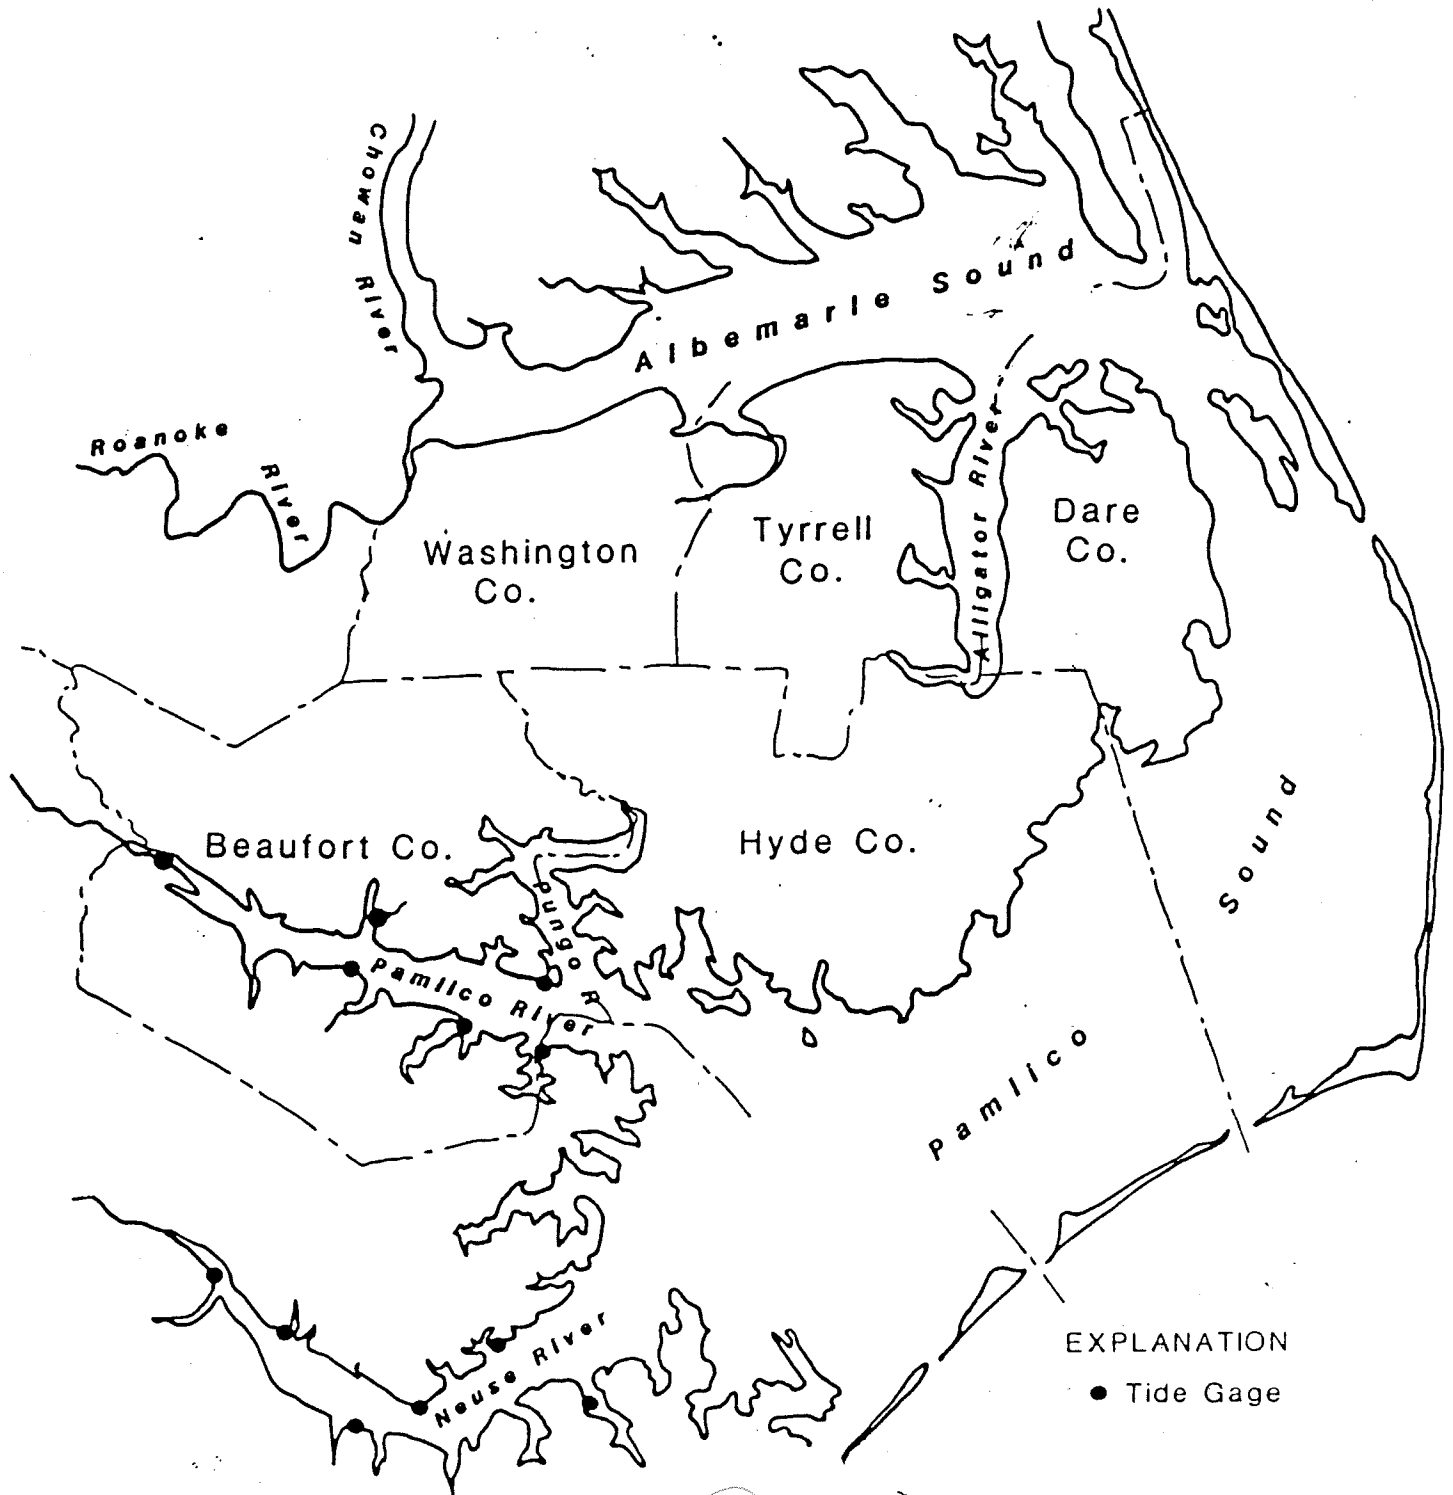 Chowan River
Albemarle Sound
Roanoke
River
Alligator River
Washington
Co.
Tyrrell
Co.
Dare
Co.
Beaufort Co.
Hyde Co.
Pungo R
Pamlico River
Pamlico Sound
Neuse River
EXPLANATION
Tide Gage